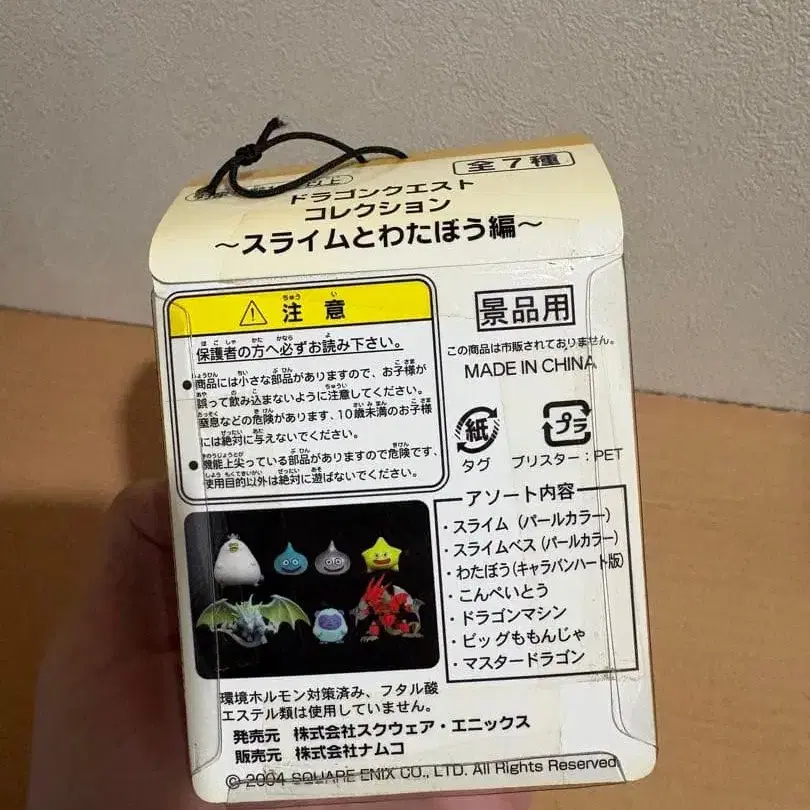 全7種
ドラゴンクエスト
コレクション
～スライムとわたぼう編～
注意
保護者の方へ必ずお読み下さい。
●商品には小さな部品がありますので、お子様が
誤って飲み込まないように注意してください。
窒息などの危険があります、10歳未満のお子様
には絶対に与えないでください。
●機能上尖っている部品がありますので危険です、
使用目的以外は絶対に遊ばないでください。
景品用
この商品は市販されておりません。
MADE IN CHINA
紙 プラ
タグ ブリスター：PET
アソート内容
・スライム（パールカラー）
・スライムベス（パールカラー）
・わたぼう（キャラバンハート版）
・こんぺいとう
・ドラゴンマシン
・ビッグももんじゃ
・マスタードラゴン
環境ホルモン対策済み、フタル酸
エステル類は使用していません。
発売元 株式会社スクウェア・エニックス
販売元 株式会社ナムコ
© 2004 SQUARE ENIX CO., LTD. All Rights Reserved.